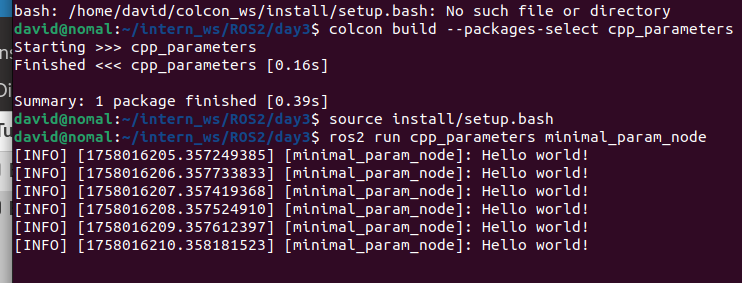 bash: /home/david/colcon_ws/install/setup.bash: No such file or directory
david@nomal:~/intern_ws/ROS2/day3$ colcon build --packages-select cpp_parameters
Starting >>> cpp_parameters
Finished <<< cpp_parameters [0.16s]
Summary: 1 package finished [0.39s]
david@nomal:~/intern_ws/ROS2/day3$ source install/setup.bash
david@nomal:~/intern_ws/ROS2/day3$ ros2 run cpp_parameters minimal_param_node
[INFO] [1758016205.357249385] [minimal_param_node]: Hello world!
[INFO] [1758016206.357733833] [minimal_param_node]: Hello world!
[INFO] [1758016207.357419368] [minimal_param_node]: Hello world!
[INFO] [1758016208.357524910] [minimal_param_node]: Hello world!
[INFO] [1758016209.357612397] [minimal_param_node]: Hello world!
[INFO] [1758016210.358181523] [minimal_param_node]: Hello world!